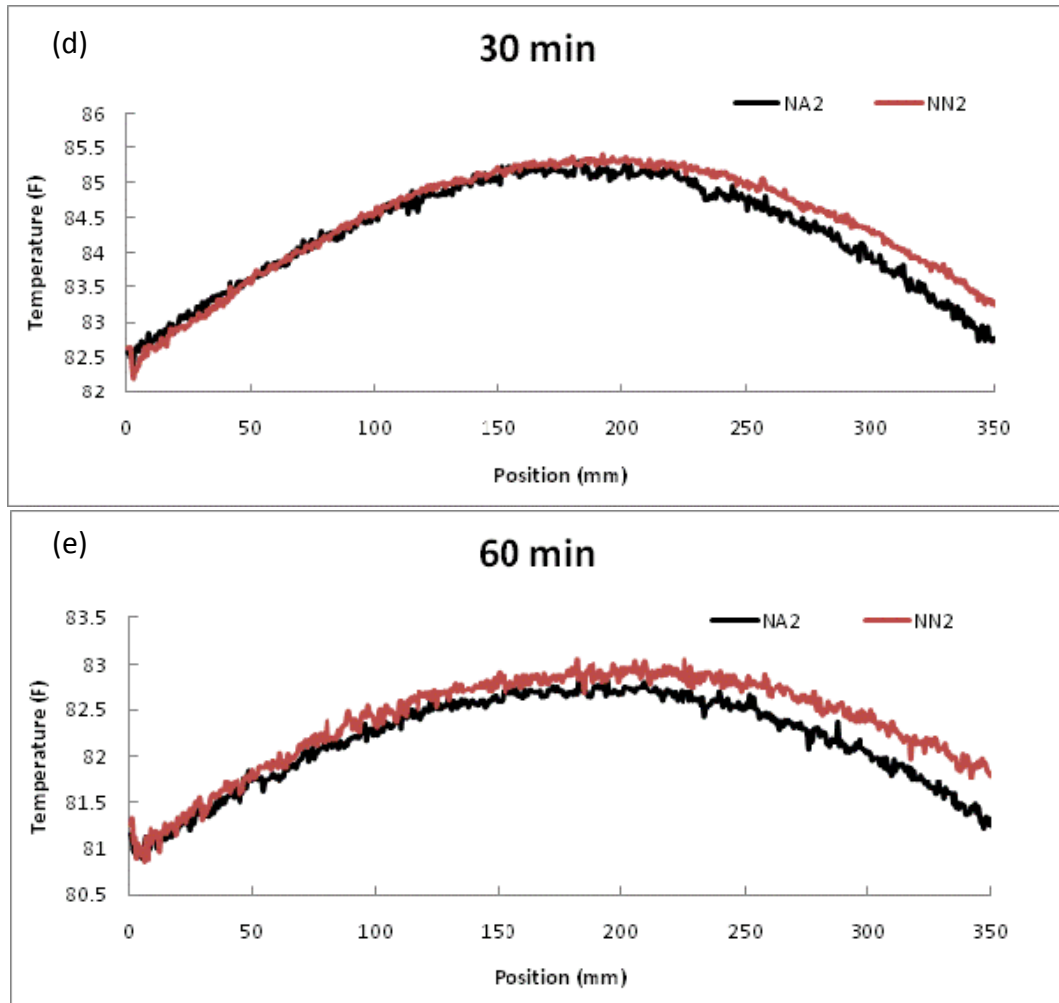 (d)
30 min
NA2 NN2
86
85.5
85
84.5
84
83.5
83
82.5
82
Temperature (F)
0 50 100 150 200 250 300 350
Position (mm)
(e)
60 min
NA2 NN2
83.5
83
82.5
82
81.5
81
80.5
Temperature (F)
0 50 100 150 200 250 300 350
Position (mm)